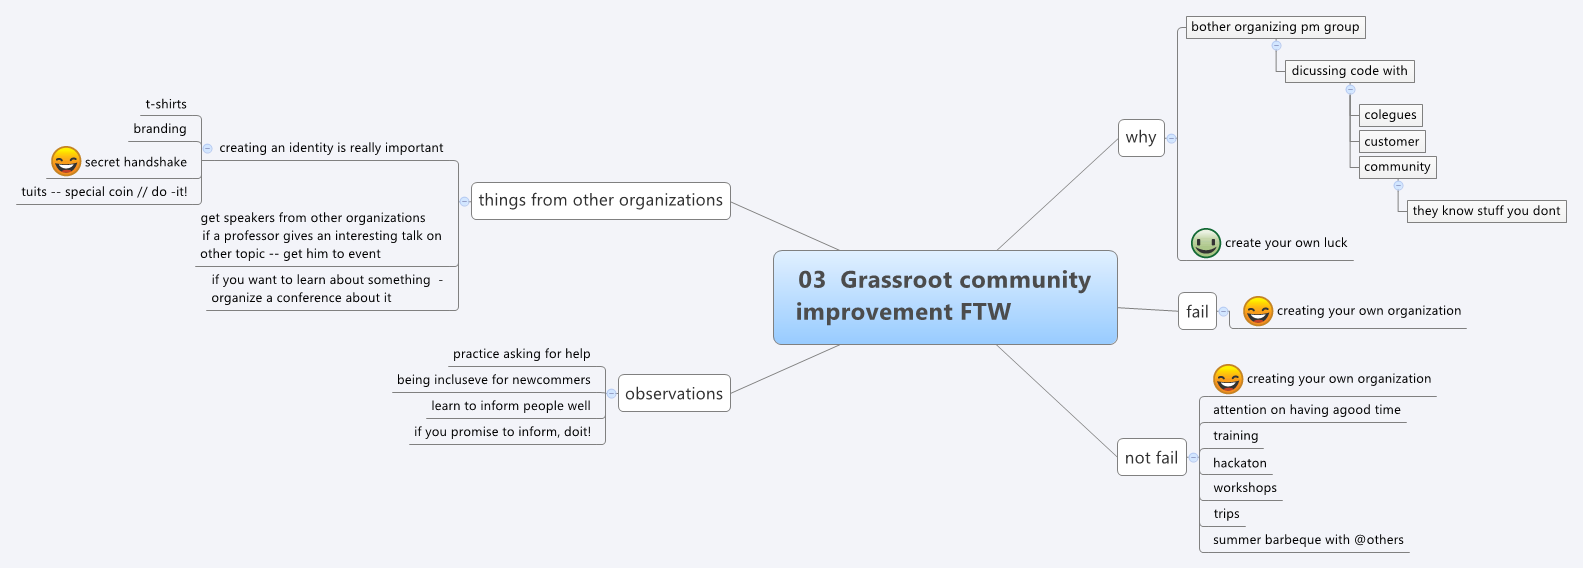 03  Grassroot community
improvement FTW
why
bother organizing pm group
dicussing code with
colegues
customer
community
they know stuff you dont
create your own luck
fail
creating your own organization
not fail
creating your own organization
attention on having agood time
training
hackaton
workshops
trips
summer barbeque with @others
observations
practice asking for help
being incluseve for newcommers
learn to inform people well
if you promise to inform, doit!
things from other organizations
creating an identity is really important
t-shirts
branding
secret handshake
tuits -- special coin // do -it!
get speakers from other organizations
if a professor gives an interesting talk on
other topic -- get him to event
if you want to learn about something  -
organize a conference about it